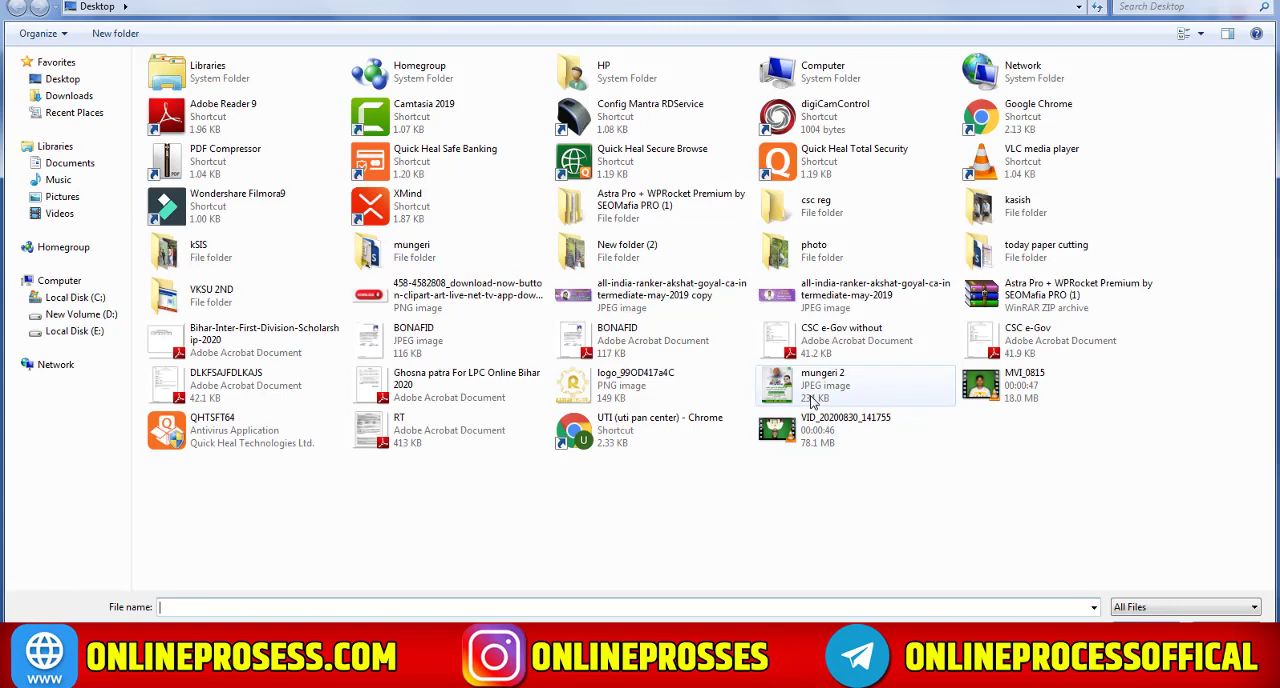 Desktop
Search Desktop
Organize
New folder
Favorites
Desktop
Downloads
Recent Places
Libraries
Documents
Music
Pictures
Videos
Homegroup
Computer
Local Disk (C:)
New Volume (D:)
Local Disk (E:)
Network
Libraries
System Folder
Homegroup
System Folder
HP
System Folder
Computer
System Folder
Network
System Folder
Adobe Reader 9
Shortcut
1.96 KB
Camtasia 2019
Shortcut
1.07 KB
Config Mantra RDService
Shortcut
1.08 KB
digiCamControl
Shortcut
1004 bytes
Google Chrome
Shortcut
2.13 KB
PDF Compressor
Shortcut
1.04 KB
Quick Heal Safe Banking
Shortcut
1.20 KB
Quick Heal Secure Browse
Shortcut
1.19 KB
Quick Heal Total Security
Shortcut
1.19 KB
VLC media player
Shortcut
1.04 KB
Wondershare Filmora9
Shortcut
1.00 KB
XMind
Shortcut
1.87 KB
Astra Pro + WPRocket Premium by
SEOMafia PRO (1)
File folder
csc reg
File folder
kasish
File folder
kSIS
File folder
mungeri
File folder
New folder (2)
File folder
photo
File folder
today paper cutting
File folder
VKSU 2ND
File folder
458-4582808_download-now-butto
n-clipart-art-live-net-tv-app-dow...
PNG image
all-india-ranker-akshat-goyal-ca-in
termediate-may-2019 copy
JPEG image
all-india-ranker-akshat-goyal-ca-in
termediate-may-2019
JPEG image
Astra Pro + WPRocket Premium by
SEOMafia PRO (1)
WinRAR ZIP archive
Bihar-Inter-First-Division-Scholarsh
ip-2020
Adobe Acrobat Document
BONAFID
JPEG image
116 KB
BONAFID
Adobe Acrobat Document
117 KB
CSC e-Gov without
Adobe Acrobat Document
41.2 KB
CSC e-Gov
Adobe Acrobat Document
41.9 KB
DLKFSAJFDLKAJS
Adobe Acrobat Document
42.1 KB
Ghosna patra For LPC Online Bihar
2020
Adobe Acrobat Document
logo_99OD417a4C
PNG image
149 KB
mungeri 2
JPEG image
KB
MVI_0815
00:00:47
18.0 MB
QHTSFT64
Antivirus Application
Quick Heal Technologies Ltd.
RT
Adobe Acrobat Document
413 KB
UTI (uti pan center) - Chrome
Shortcut
2.33 KB
VID_20200830_141755
00:00:46
78.1 MB
File name:
All Files
WWW
ONLINEPROSESS.COM
ONLINEPROSSES
ONLINEPROCESSOFFICAL